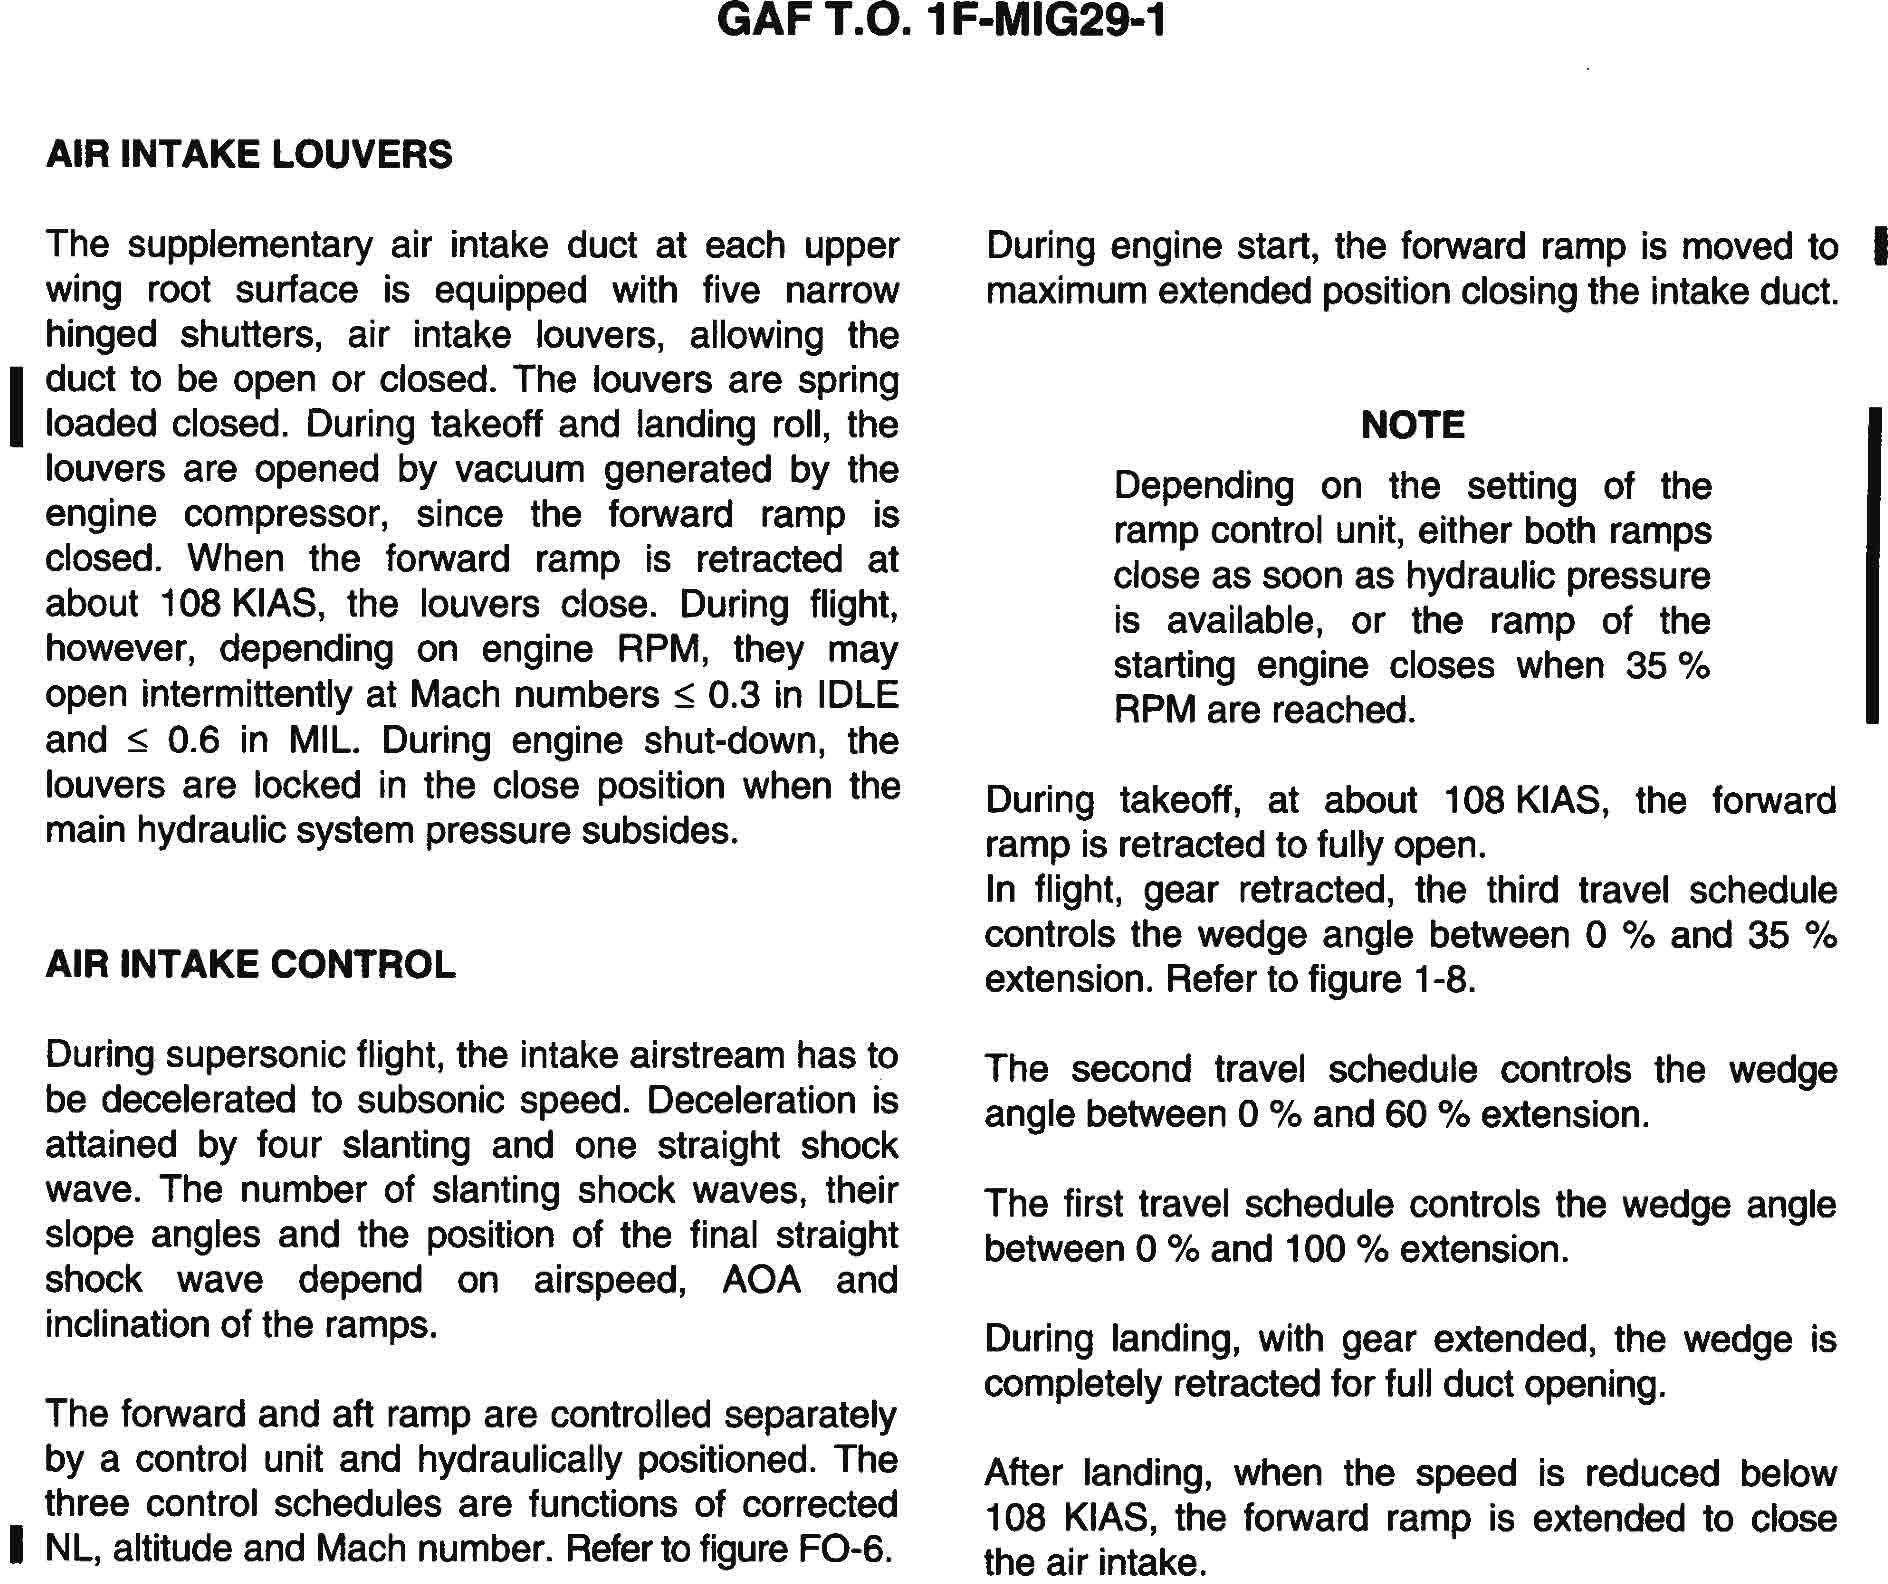 GAF T.O. 1F-MIG29-1
AIR INTAKE LOUVERS
The supplementary air intake duct at each upper
wing root surface is equipped with five narrow
hinged shutters, air intake louvers, allowing the
duct to be open or closed. The louvers are spring
loaded closed. During takeoff and landing roll, the
louvers are opened by vacuum generated by the
engine compressor, since the forward ramp is
closed. When the forward ramp is retracted at
about 108 KIAS, the louvers close. During flight,
however, depending on engine RPM, they may
open intermittently at Mach numbers ≤ 0.3 in IDLE
and ≤ 0.6 in MIL. During engine shut-down, the
louvers are locked in the close position when the
main hydraulic system pressure subsides.
AIR INTAKE CONTROL
During supersonic flight, the intake airstream has to
be decelerated to subsonic speed. Deceleration is
attained by four slanting and one straight shock
wave. The number of slanting shock waves, their
slope angles and the position of the final straight
shock wave depend on airspeed, AOA and
inclination of the ramps.
The forward and aft ramp are controlled separately
by a control unit and hydraulically positioned. The
three control schedules are functions of corrected
NL, altitude and Mach number. Refer to figure FO-6.
During engine start, the forward ramp is moved to
maximum extended position closing the intake duct.
NOTE
Depending on the setting of the
ramp control unit, either both ramps
close as soon as hydraulic pressure
is available, or the ramp of the
starting engine closes when 35 %
RPM are reached.
During takeoff, at about 108 KIAS, the forward
ramp is retracted to fully open.
In flight, gear retracted, the third travel schedule
controls the wedge angle between 0 % and 35 %
extension. Refer to figure 1-8.
The second travel schedule controls the wedge
angle between 0 % and 60 % extension.
The first travel schedule controls the wedge angle
between 0 % and 100 % extension.
During landing, with gear extended, the wedge is
completely retracted for full duct opening.
After landing, when the speed is reduced below
108 KIAS, the forward ramp is extended to close
the air intake.